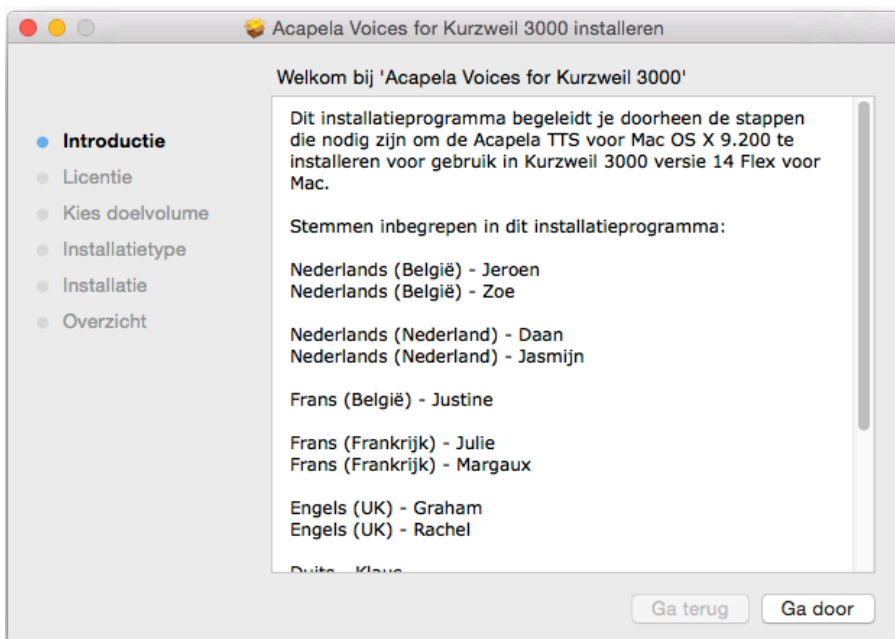 Acapela Voices for Kurzweil 3000 installeren
Welkom bij 'Acapela Voices for Kurzweil 3000'
Introductie
Licentie
Kies doelvolume
Installatietype
Installatie
Overzicht
Dit installatieprogramma begeleidt je doorheen de stappen
die nodig zijn om de Acapela TTS voor Mac OS X 9.200 te
installeren voor gebruik in Kurzweil 3000 versie 14 Flex voor
Mac.
Stemmen inbegrepen in dit installatieprogramma:
Nederlands (België) - Jeroen
Nederlands (België) - Zoe
Nederlands (Nederland) - Daan
Nederlands (Nederland) - Jasmijn
Frans (België) - Justine
Frans (Frankrijk) - Julie
Frans (Frankrijk) - Margaux
Engels (UK) - Graham
Engels (UK) - Rachel
Duits - Klaus
Ga terug
Ga door